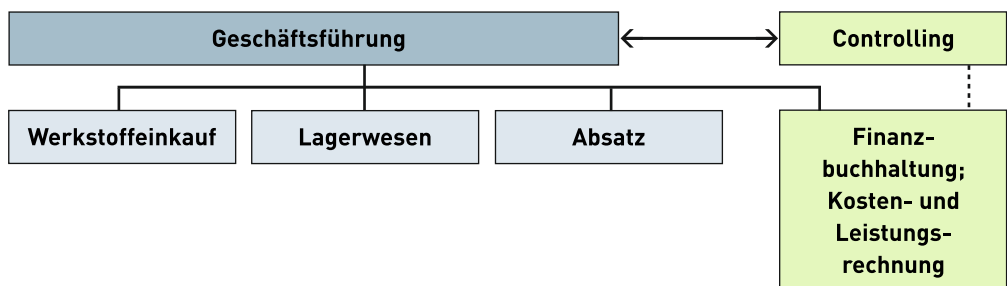 Geschäftsführung
Controlling
Werkstoffeinkauf
Lagerwesen
Absatz
Finanz-
buchhaltung;
Kosten- und
Leistungs-
rechnung